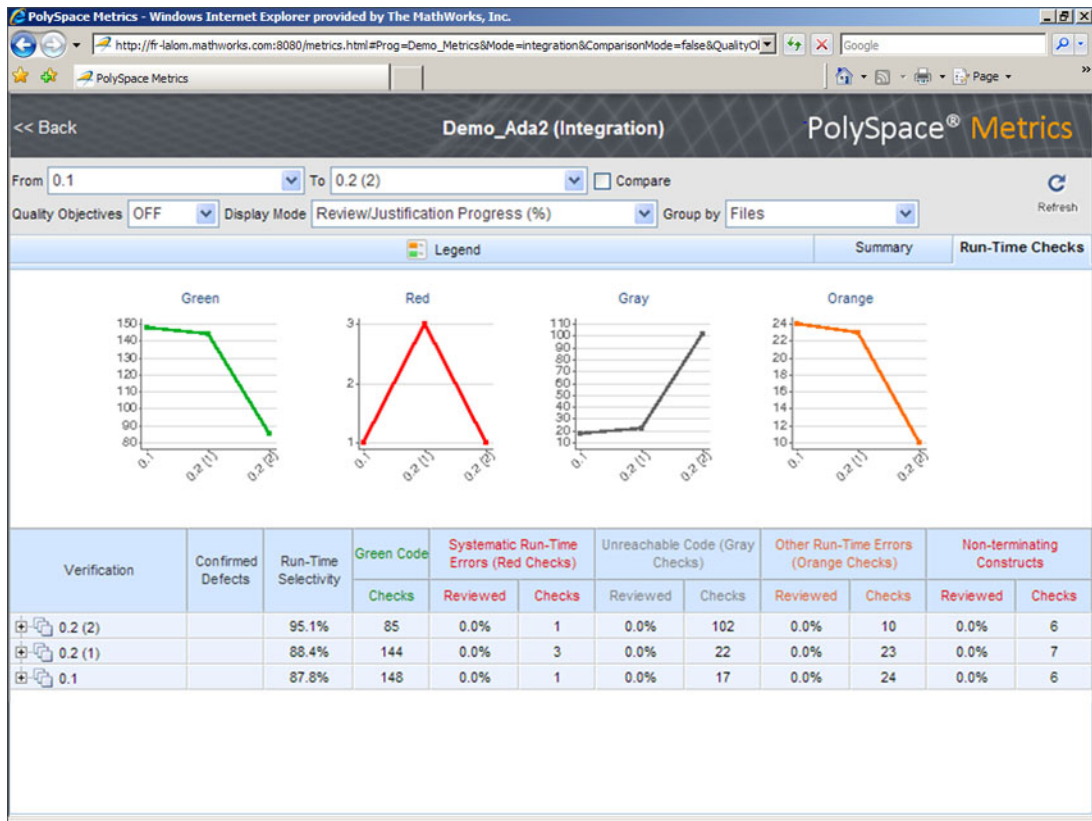 PolySpace Metrics - Windows Internet Explorer provided by The MathWorks, Inc.
http://fr-lalom.mathworks.com:8080/metrics.html#Prog=Demo_Metrics&Mode=integration&ComparisonMode=false&QualityOl
Google
PolySpace Metrics
Page
»
<< Back
Demo_Ada2 (Integration)
PolySpace® Metrics
From 0.1 To 0.2 (2) Compare
Refresh
Quality Objectives OFF Display Mode Review/Justification Progress (%) Group by Files
Legend Summary Run-Time Checks
Green
150
140
130
120
110
100
90
80
0.1
0.2 (1)
0.2 (2)
Red
3
2
1
0.1
0.2 (1)
0.2 (2)
Gray
110
100
90
80
70
60
50
40
30
20
10
0.1
0.2 (1)
0.2 (2)
Orange
24
22
20
18
16
14
12
10
0.1
0.2 (1)
0.2 (2)
Verification
Confirmed
Defects
Run-Time
Selectivity
Green Code
Systematic Run-Time
Errors (Red Checks)
Unreachable Code (Gray
Checks)
Other Run-Time Errors
(Orange Checks)
Non-terminating
Constructs
Checks Reviewed Checks Reviewed Checks Reviewed Checks Reviewed Checks
0.2 (2) 95.1% 85 0.0% 1 0.0% 102 0.0% 10 0.0% 6
0.2 (1) 88.4% 144 0.0% 3 0.0% 22 0.0% 23 0.0% 7
0.1 87.8% 148 0.0% 1 0.0% 17 0.0% 24 0.0% 6